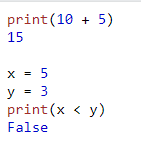 print(10 + 5)
15

x = 5
y = 3
print(x < y)
False